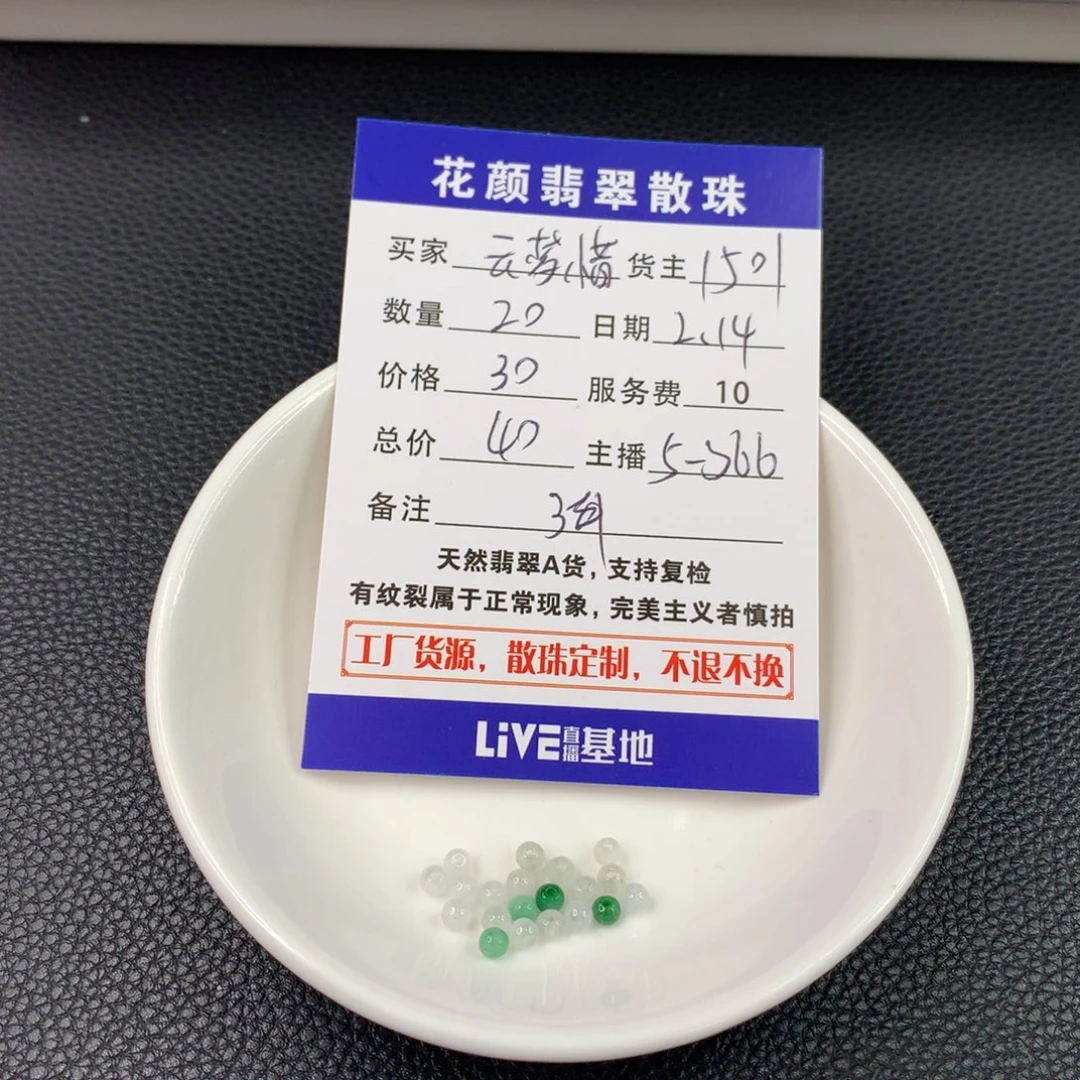 花颜翡翠散珠
买家 云梦惜 货主 1501
数量 20 日期 2.14
价格 30 服务费 10
总价 40 主播 5-366
备注 3
天然翡翠A货，支持复检
有纹裂属于正常现象，完美主义者慎拍
工厂货源，散珠定制，不退不换
LiVE直播基地